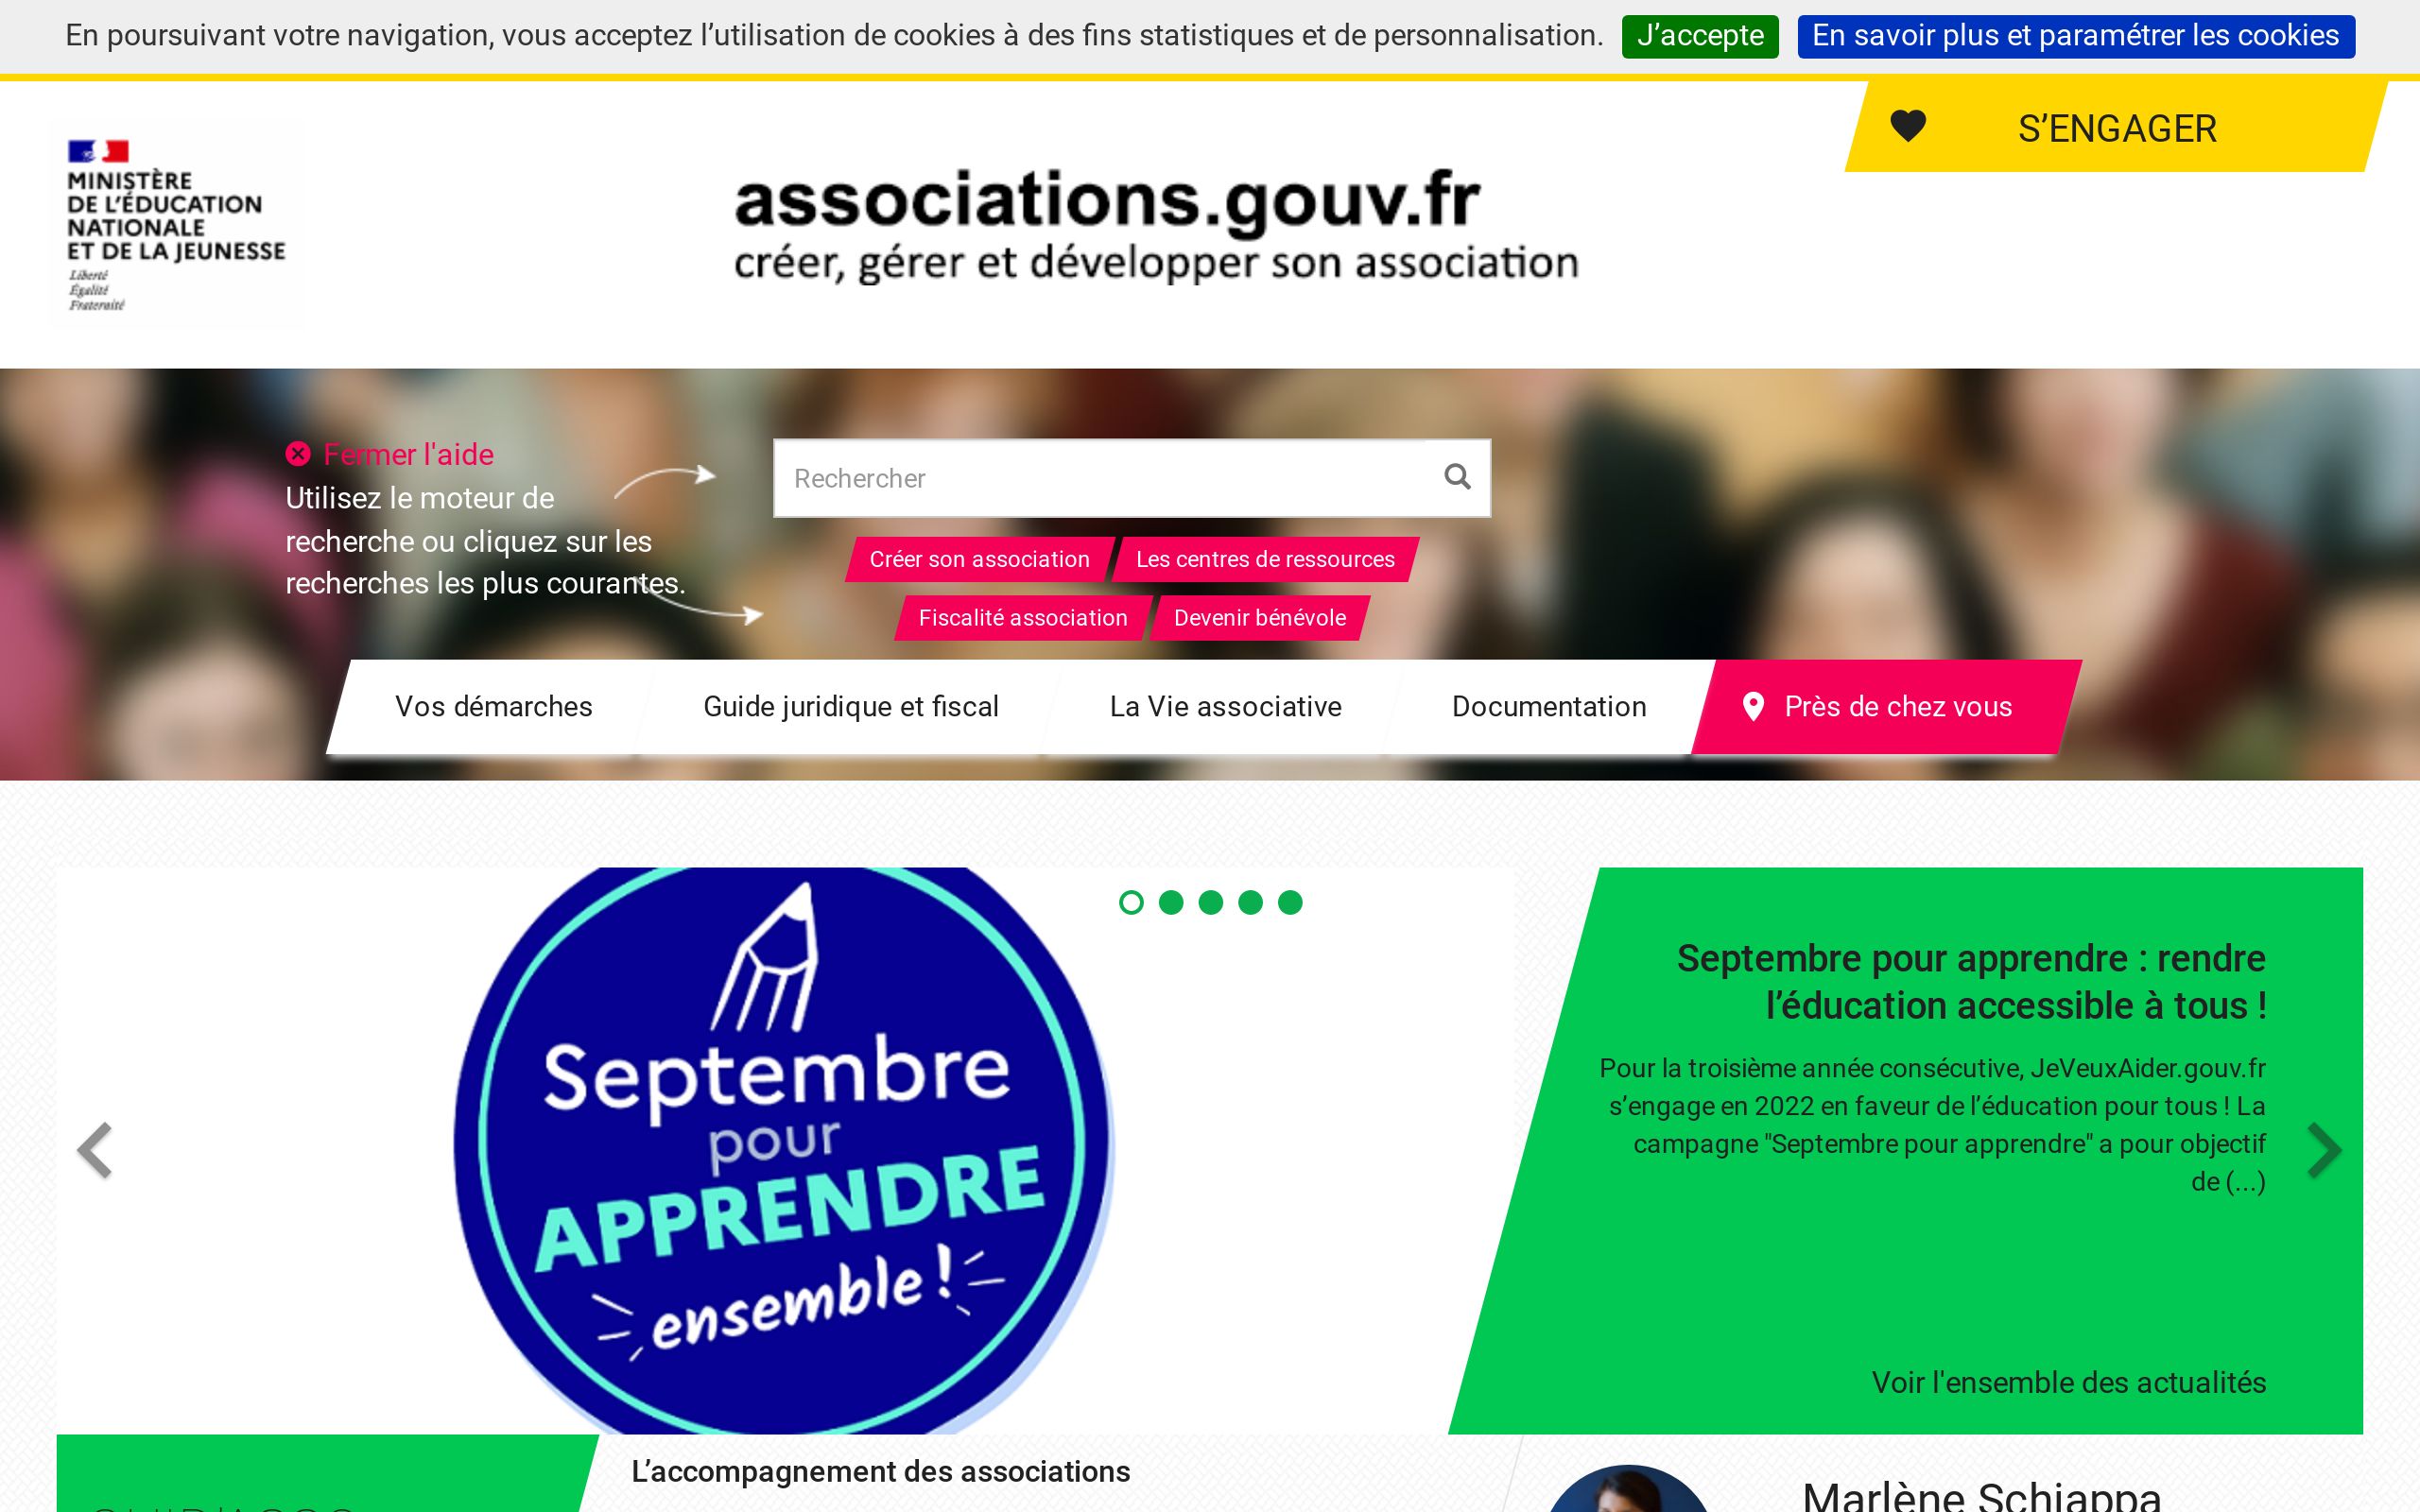 En poursuivant votre navigation, vous acceptez l’utilisation de cookies à des fins statistiques et de personnalisation. J’accepte En savoir plus et paramétrer les cookies
S’ENGAGER
MINISTÈRE
DE L’ÉDUCATION
NATIONALE
ET DE LA JEUNESSE
Liberté
Égalité
Fraternité
associations.gouv.fr
créer, gérer et développer son association
Fermer l'aide
Utilisez le moteur de
recherche ou cliquez sur les
recherches les plus courantes.
Rechercher
Créer son association Les centres de ressources
Fiscalité association Devenir bénévole
Vos démarches Guide juridique et fiscal La Vie associative Documentation Près de chez vous
Septembre
pour
APPRENDRE
ensemble !
Septembre pour apprendre : rendre
l’éducation accessible à tous !
Pour la troisième année consécutive, JeVeuxAider.gouv.fr
s’engage en 2022 en faveur de l’éducation pour tous ! La
campagne "Septembre pour apprendre" a pour objectif
de (...)
Voir l'ensemble des actualités
L’accompagnement des associations
Marlène Schiappa